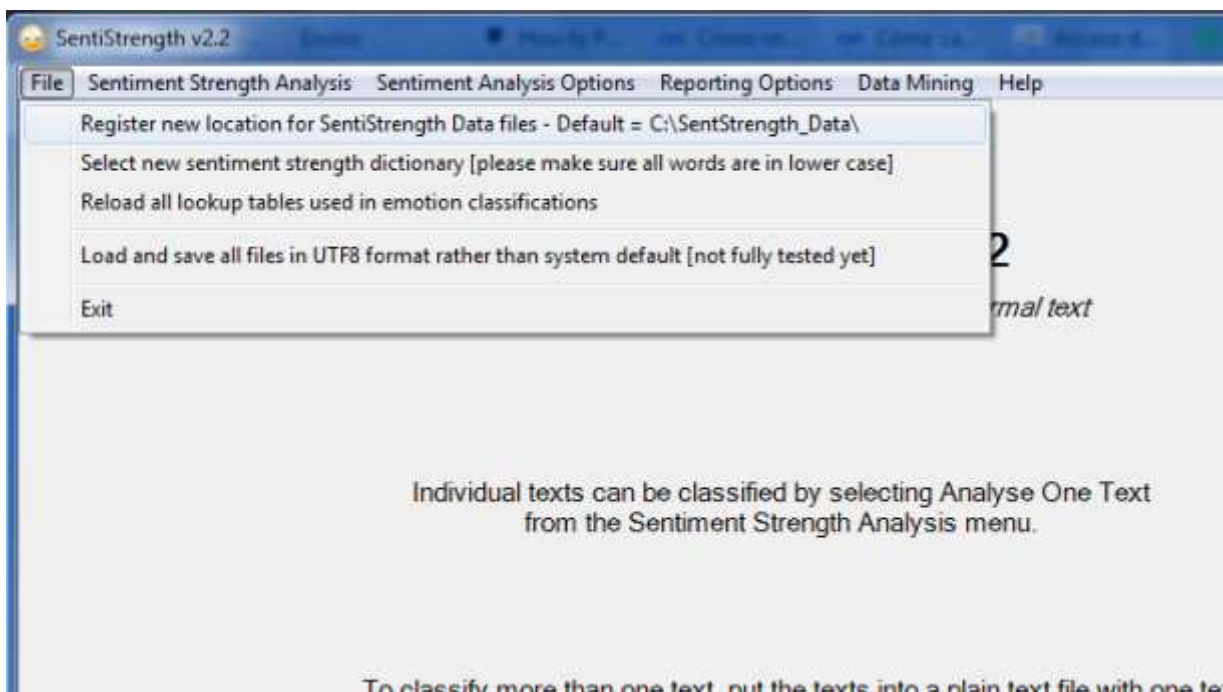 SentiStrength v2.2
File Sentiment Strength Analysis Sentiment Analysis Options Reporting Options Data Mining Help
Register new location for SentiStrength Data files - Default = C:\SentStrength_Data\
Select new sentiment strength dictionary [please make sure all words are in lower case]
Reload all lookup tables used in emotion classifications
Load and save all files in UTF8 format rather than system default [not fully tested yet]
2
Exit
rmal text
Individual texts can be classified by selecting Analyse One Text
from the Sentiment Strength Analysis menu.
To classify more than one text, put the texts into a plain text file with one te